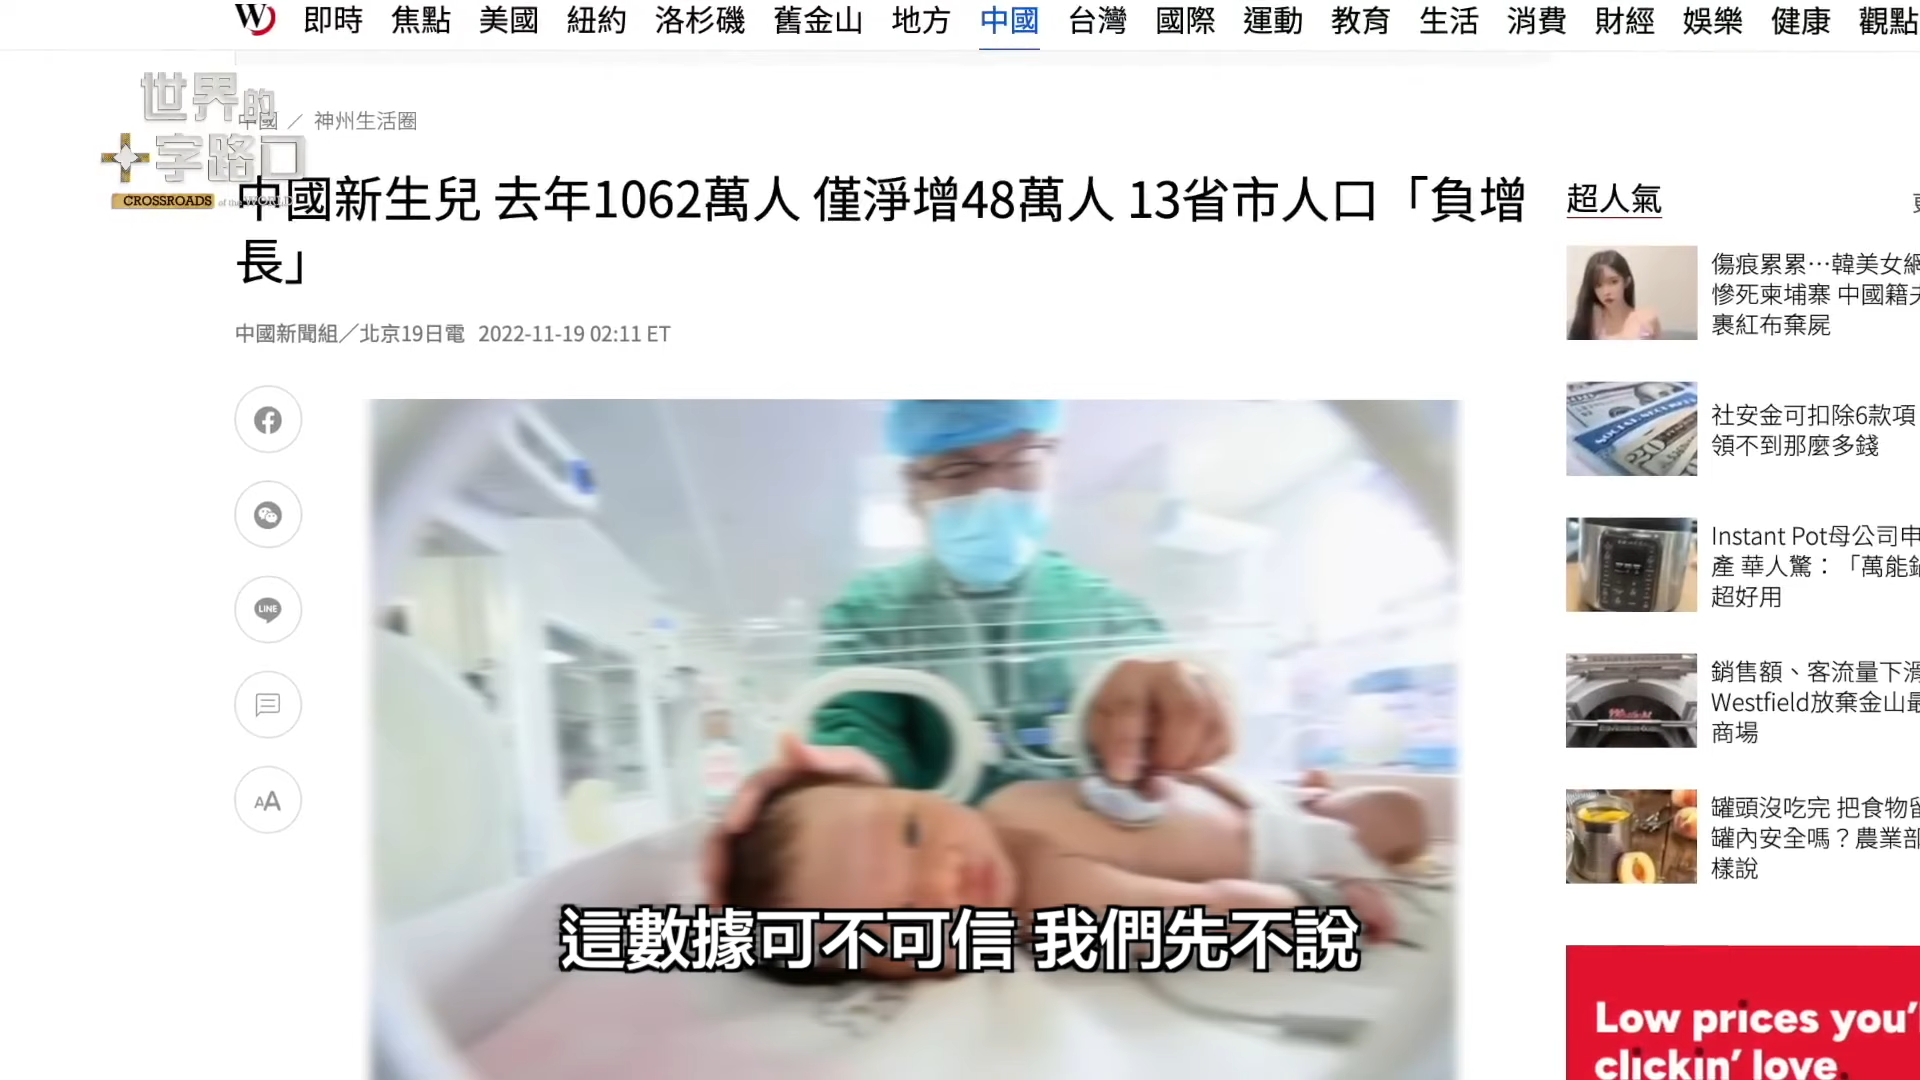 W 即時 焦點 美國 紐約 洛杉磯 舊金山 地方 中國 台灣 國際 運動 教育 生活 消費 財經 娛樂 健康 觀點
世界的
十字路口
CROSSROADS of the WORLD
中國 ／ 神州生活圈
中國新生兒 去年1062萬人 僅淨增48萬人 13省市人口「負增
長」
中國新聞組／北京19日電 2022-11-19 02:11 ET
LINE
AA
這數據可不可信 我們先不說
超人氣
傷痕累累…韓美女網
慘死柬埔寨 中國籍夫
裹紅布棄屍
社安金可扣除6款項
領不到那麼多錢
Instant Pot母公司申
產 華人驚：「萬能鍋
超好用
銷售額、客流量下滑
Westfield放棄金山最
商場
罐頭沒吃完 把食物留
罐內安全嗎？農業部
樣說
Low prices you'l
clickin' love.